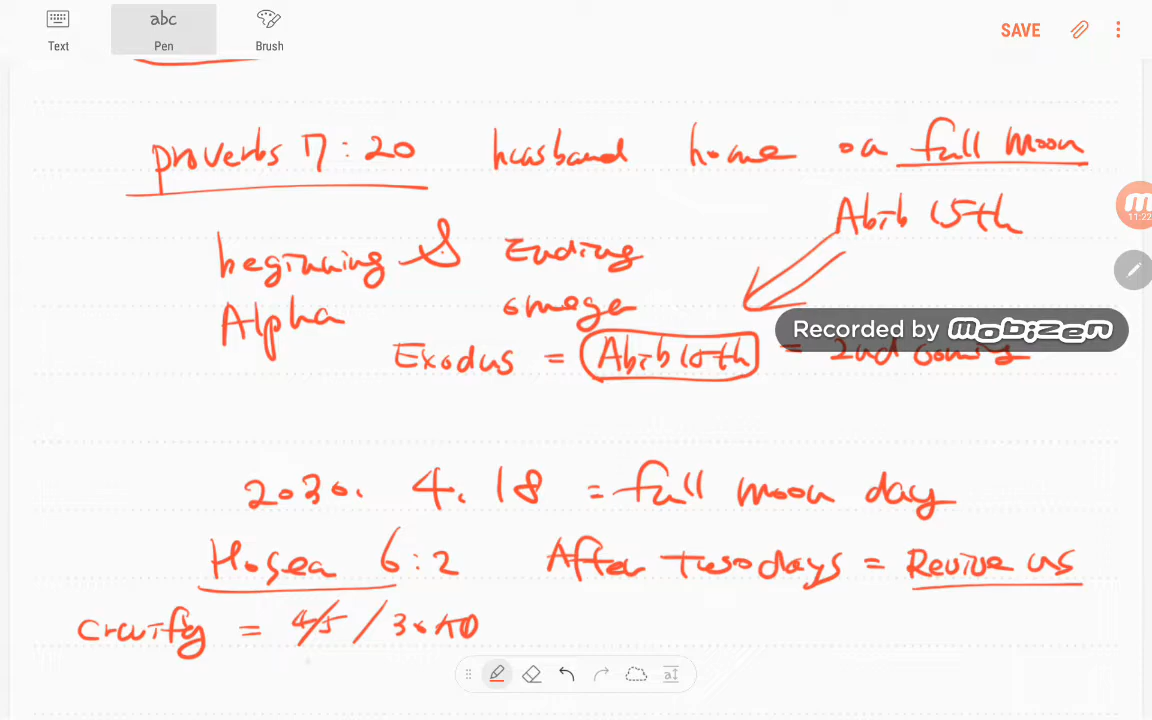 Text
abc
Pen
Brush
SAVE
proverbs 7:20 husband home on full moon
Abib 15th
11:22
beginning & Ending
Alpha omega
Recorded by mobizen
Exodus = Abib 15th = 2nd coming
2030. 4. 18 = full moon day
Hosea 6:2 After two days = Revive us
crucify = 4/5 /